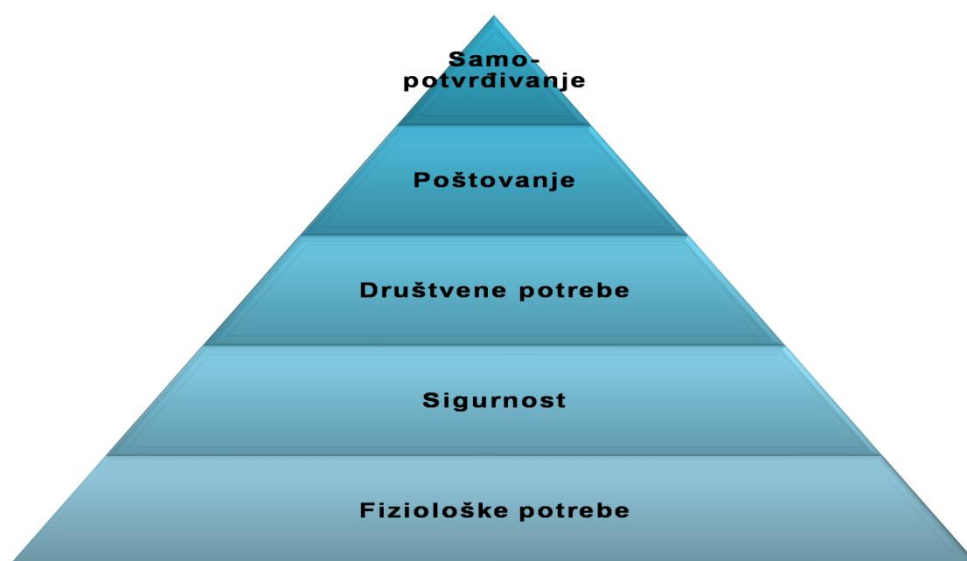 Samo-
potvrđivanje
Poštovanje
Društvene potrebe
Sigurnost
Fiziološke potrebe